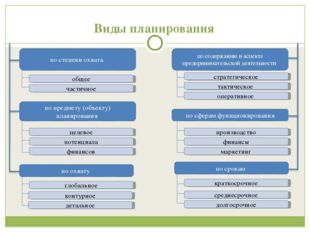 Виды планирования
по степени охвата
общее
частичное
по предмету (объекту)
планирования
целевое
потенциала
финансов
по охвату
глобальное
контурное
детальное
по содержанию в аспекте
предпринимательской деятельности
стратегическое
тактическое
оперативное
по сферам функционирования
производство
финансы
маркетинг
по срокам
краткосрочное
среднесрочное
долгосрочное